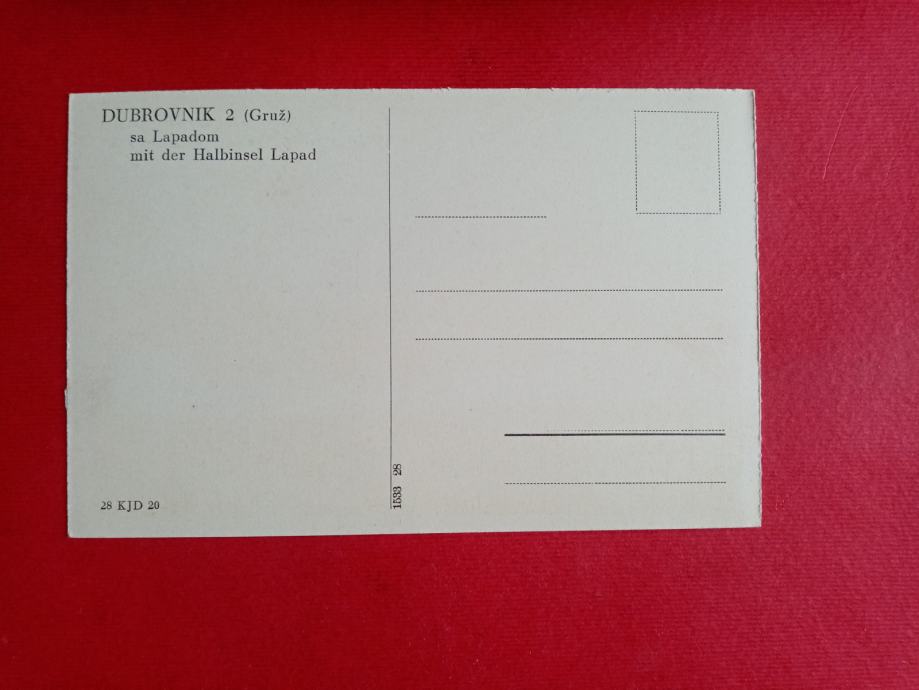 DUBROVNIK 2 (Gruž)
sa Lapadom
mit der Halbinsel Lapad
28 KJD 20
1533 28